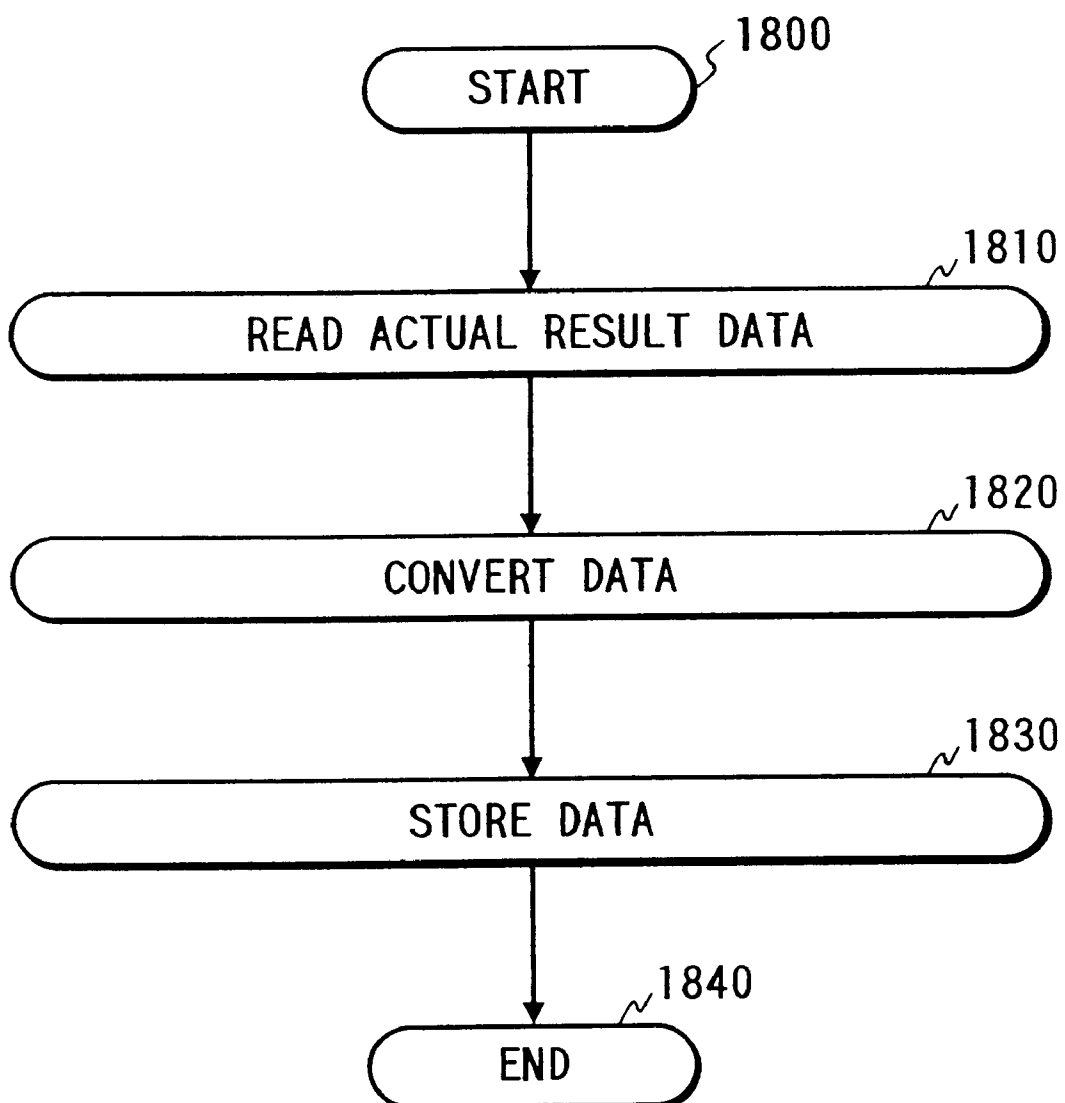 1800
START
1810
READ ACTUAL RESULT DATA
1820
CONVERT DATA
1830
STORE DATA
1840
END